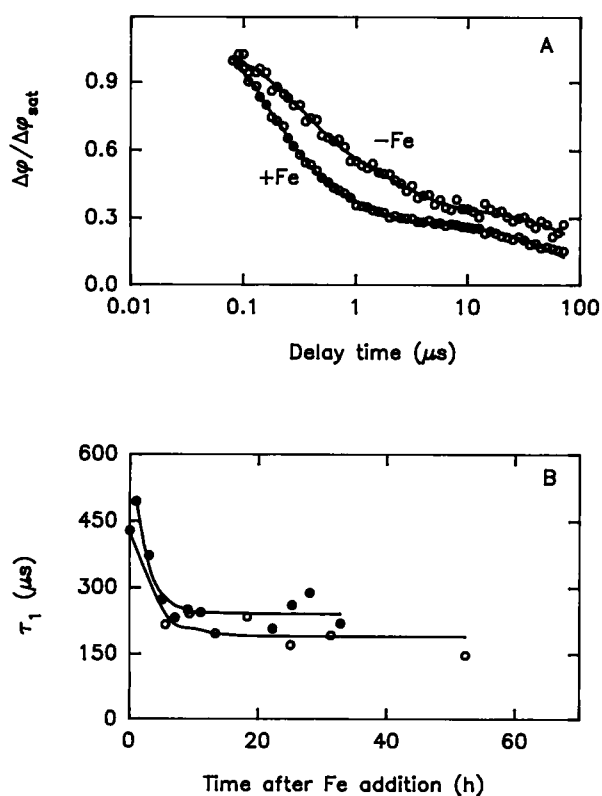 A
Δφ/Δφsat
0.9
0.6
0.3
0.0
−Fe
+Fe
0.01
0.1
1
10
100
Delay time (μs)
B
τ1 (μs)
600
450
300
150
0
0
20
40
60
Time after Fe addition (h)